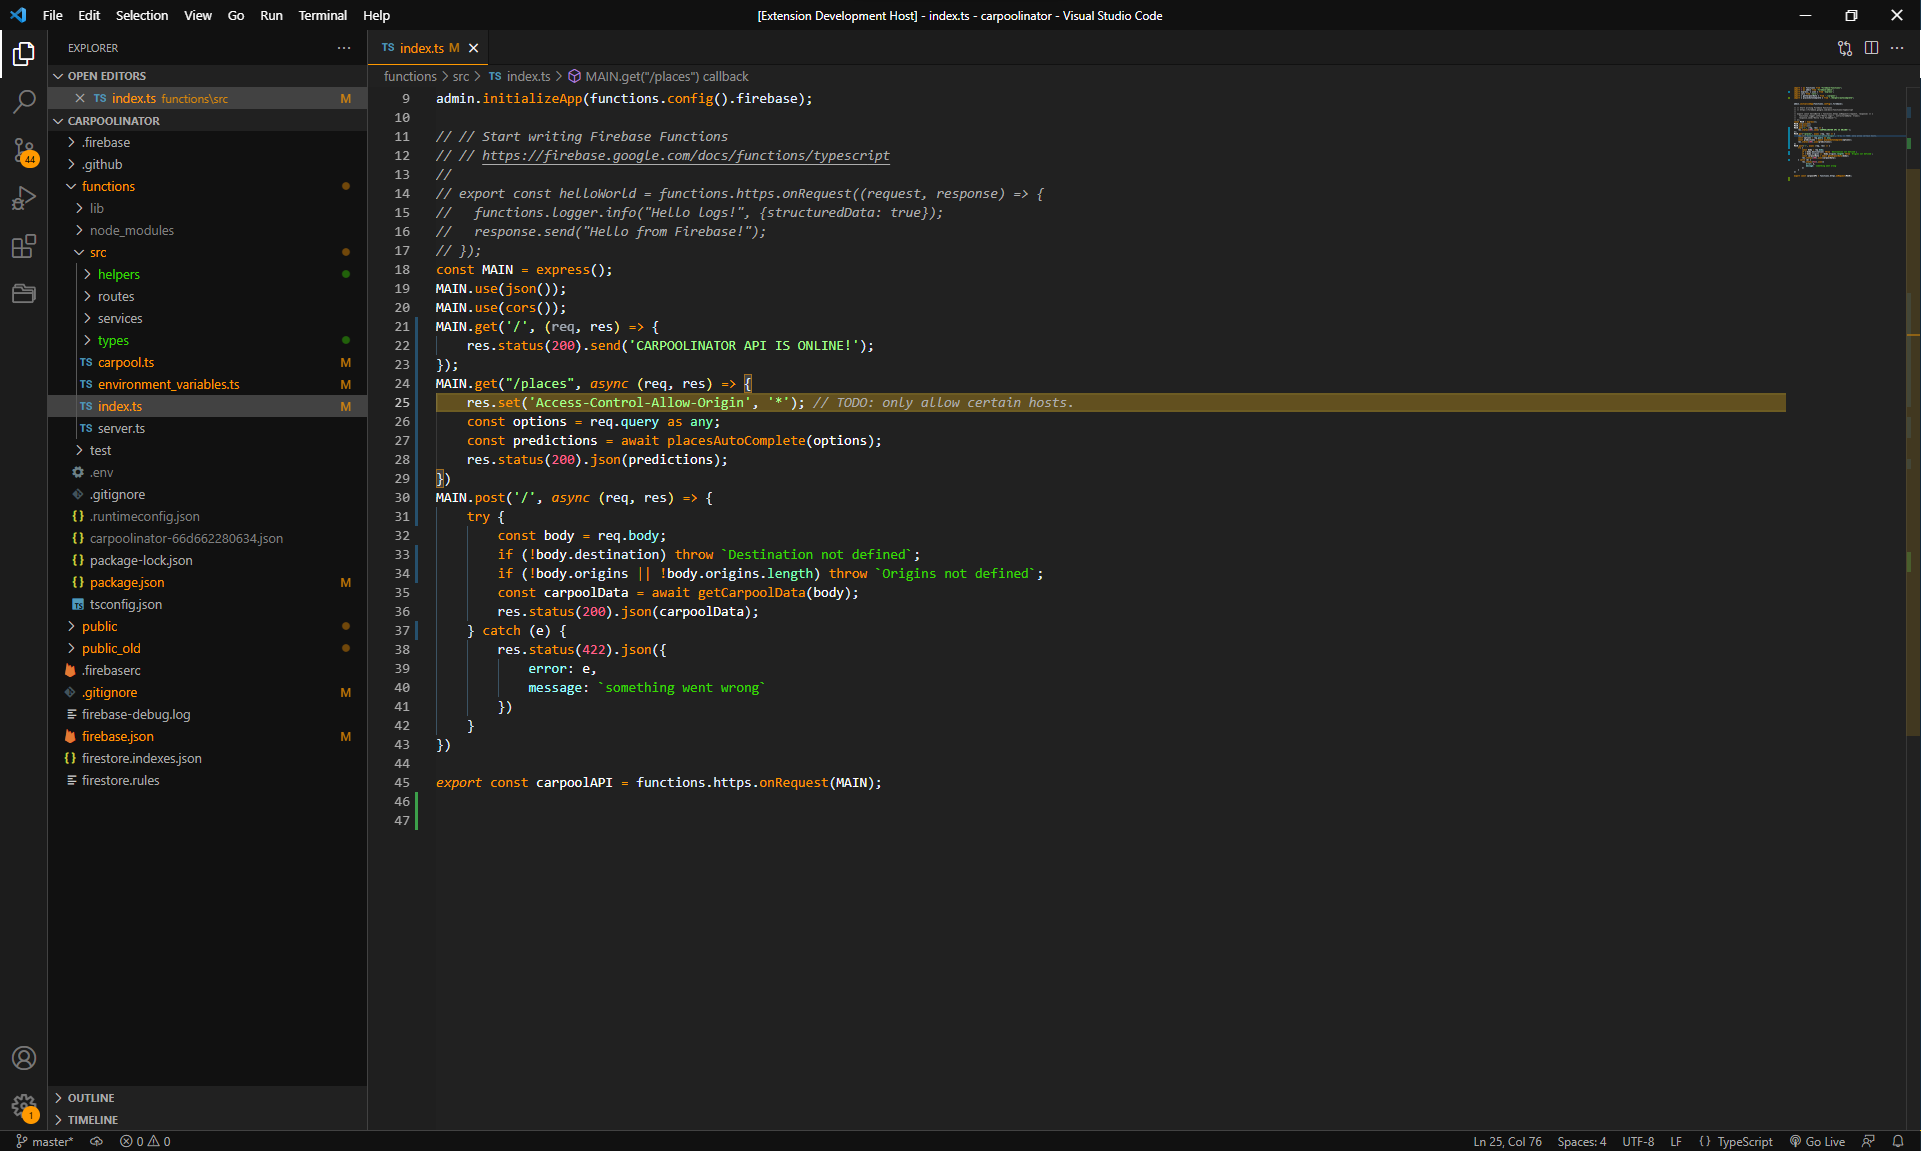 File Edit Selection View Go Run Terminal Help
[Extension Development Host] - index.ts - carpoolinator - Visual Studio Code
EXPLORER
OPEN EDITORS
TS index.ts functions\src M
CARPOOLINATOR
.firebase
.github
functions
lib
node_modules
src
helpers
routes
services
types
TS carpool.ts M
TS environment_variables.ts M
TS index.ts M
TS server.ts
test
.env
.gitignore
{} .runtimeconfig.json
{} carpoolinator-66d662280634.json
{} package-lock.json
{} package.json M
TS tsconfig.json
public
public_old
.firebaserc
.gitignore M
firebase-debug.log
firebase.json M
{} firestore.indexes.json
firestore.rules
OUTLINE
TIMELINE
44
1
TS index.ts M
functions > src > TS index.ts > MAIN.get("/places") callback
9 admin.initializeApp(functions.config().firebase);
10
11 // // Start writing Firebase Functions
12 // // https://firebase.google.com/docs/functions/typescript
13 //
14 // export const helloWorld = functions.https.onRequest((request, response) => {
15 //   functions.logger.info("Hello logs!", {structuredData: true});
16 //   response.send("Hello from Firebase!");
17 // });
18 const MAIN = express();
19 MAIN.use(json());
20 MAIN.use(cors());
21 MAIN.get('/', (req, res) => {
22     res.status(200).send('CARPOOLINATOR API IS ONLINE!');
23 });
24 MAIN.get("/places", async (req, res) => {
25     res.set('Access-Control-Allow-Origin', '*'); // TODO: only allow certain hosts.
26     const options = req.query as any;
27     const predictions = await placesAutoComplete(options);
28     res.status(200).json(predictions);
29 })
30 MAIN.post('/', async (req, res) => {
31     try {
32         const body = req.body;
33         if (!body.destination) throw `Destination not defined`;
34         if (!body.origins || !body.origins.length) throw `Origins not defined`;
35         const carpoolData = await getCarpoolData(body);
36         res.status(200).json(carpoolData);
37     } catch (e) {
38         res.status(422).json({
39             error: e,
40             message: `something went wrong`
41         })
42     }
43 })
44
45 export const carpoolAPI = functions.https.onRequest(MAIN);
46
47
master* 0 0
Ln 25, Col 76 Spaces: 4 UTF-8 LF {} TypeScript Go Live